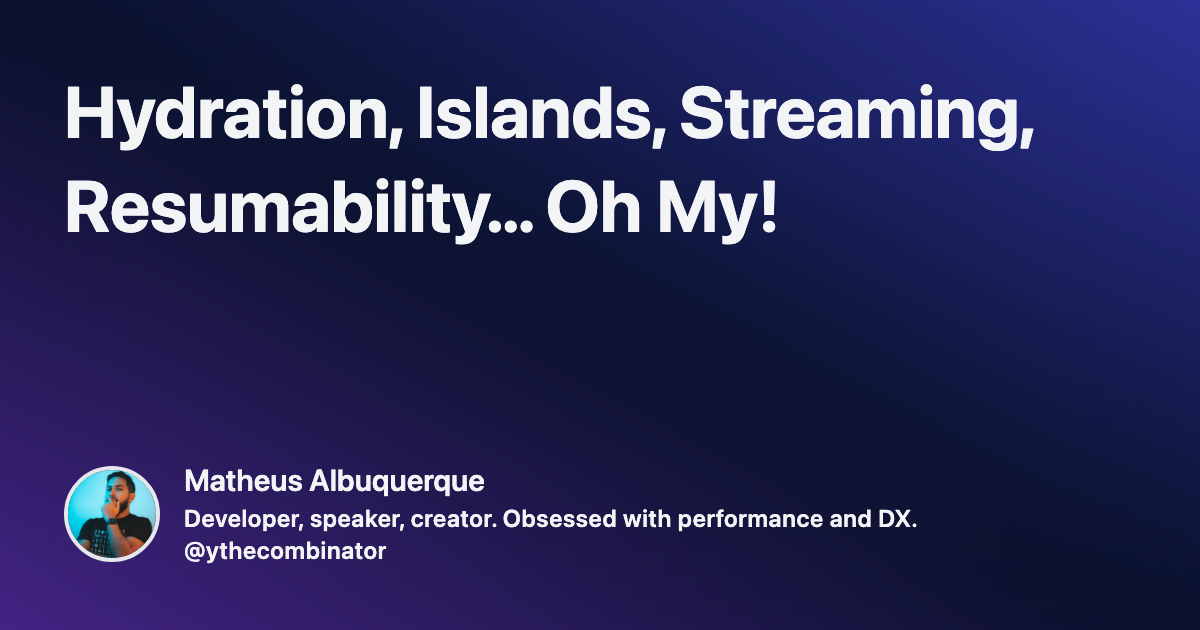 Hydration, Islands, Streaming,
Resumability… Oh My!
Matheus Albuquerque
Developer, speaker, creator. Obsessed with performance and DX.
@ythecombinator